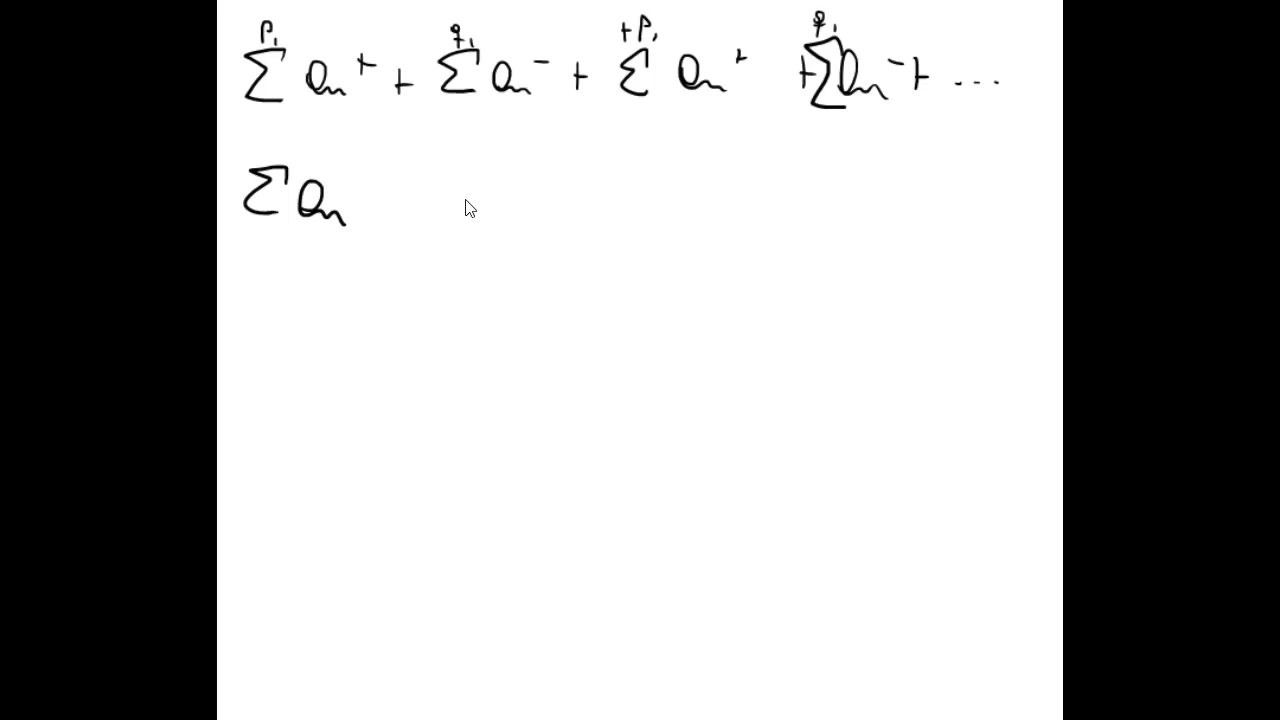 ∑^{p₁} aₙ⁺ + ∑^{q₁} aₙ⁻ + ∑^{+p₁} aₙ⁺ + ∑^{q₁} aₙ⁻ + ...
∑ aₙ